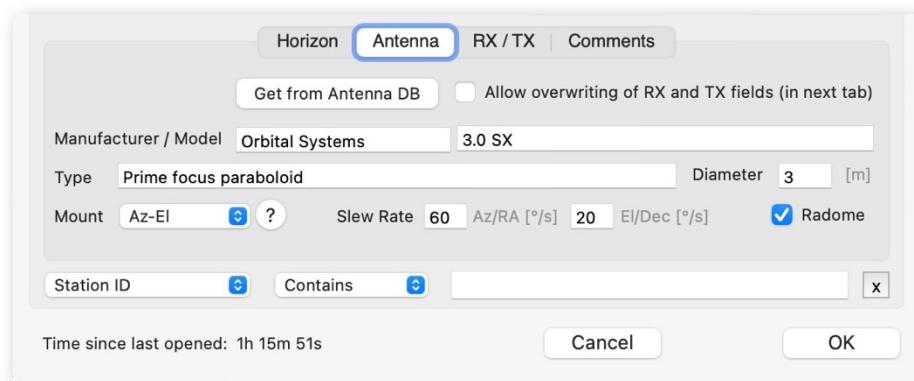 Horizon Antenna RX / TX Comments
Get from Antenna DB Allow overwriting of RX and TX fields (in next tab)
Manufacturer / Model Orbital Systems 3.0 SX
Type Prime focus paraboloid Diameter 3 [m]
Mount Az-El ? Slew Rate 60 Az/RA [°/s] 20 El/Dec [°/s] Radome
Station ID Contains x
Time since last opened: 1h 15m 51s Cancel OK